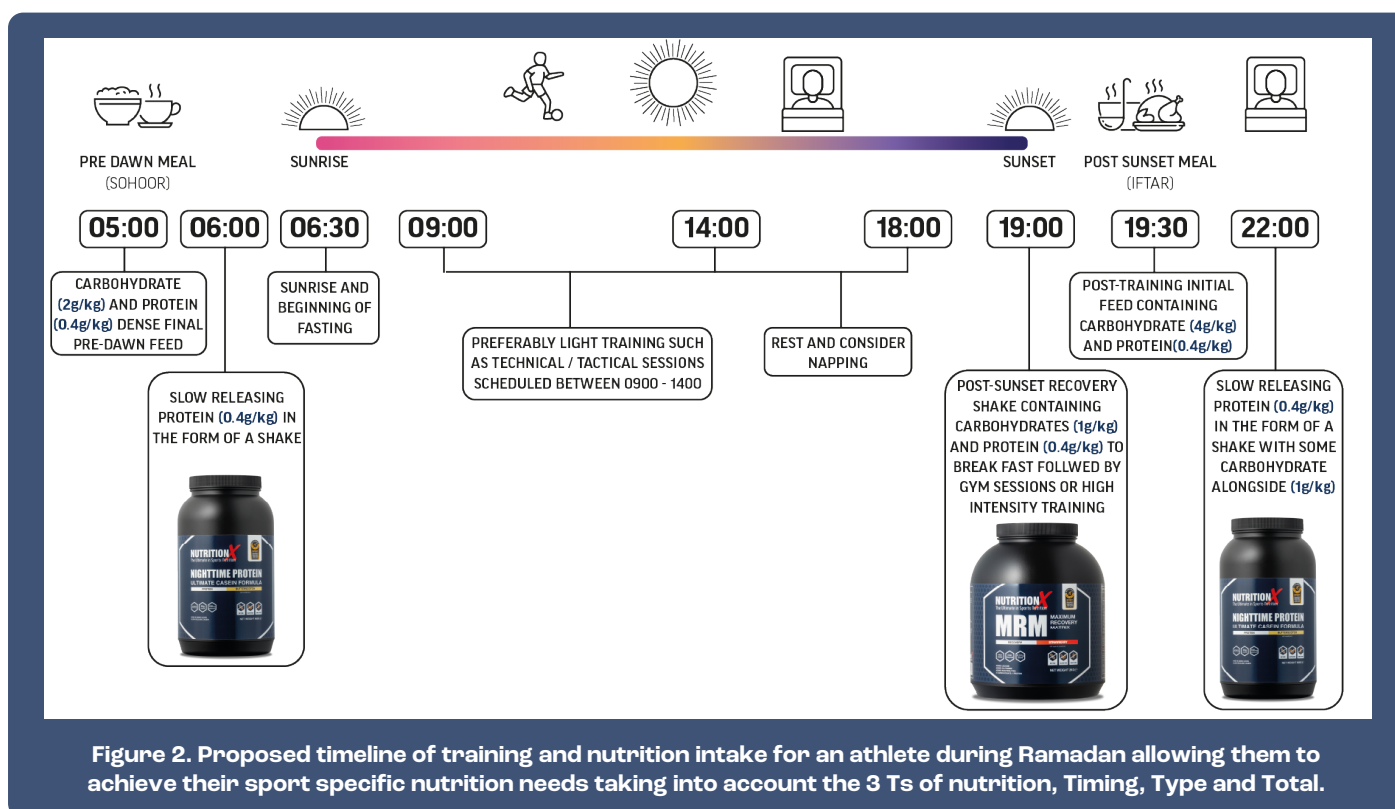 PRE DAWN MEAL
(SOHOOR)
SUNRISE
SUNSET
POST SUNSET MEAL
(IFTAR)
05:00
06:00
06:30
09:00
14:00
18:00
19:00
19:30
22:00
CARBOHYDRATE
(2g/kg) AND PROTEIN
(0.4g/kg) DENSE FINAL
PRE-DAWN FEED
SLOW RELEASING
PROTEIN (0.4g/kg) IN
THE FORM OF A SHAKE
NUTRITIONX
NIGHTTIME PROTEIN
ULTIMATE CASEIN FORMULA
SUNRISE AND
BEGINNING OF
FASTING
PREFERABLY LIGHT TRAINING SUCH
AS TECHNICAL / TACTICAL SESSIONS
SCHEDULED BETWEEN 0900 - 1400
REST AND CONSIDER
NAPPING
POST-SUNSET RECOVERY
SHAKE CONTAINING
CARBOHYDRATES (1g/kg)
AND PROTEIN (0.4g/kg) TO
BREAK FAST FOLLWED BY
GYM SESSIONS OR HIGH
INTENSITY TRAINING
NUTRITIONX
MRM
MAXIMUM
RECOVERY
POST-TRAINING INITIAL
FEED CONTAINING
CARBOHYDRATE (4g/kg)
AND PROTEIN(0.4g/kg)
SLOW RELEASING
PROTEIN (0.4g/kg)
IN THE FORM OF A
SHAKE WITH SOME
CARBOHYDRATE
ALONGSIDE (1g/kg)
NUTRITIONX
NIGHTTIME PROTEIN
ULTIMATE CASEIN FORMULA
Figure 2. Proposed timeline of training and nutrition intake for an athlete during Ramadan allowing them to
achieve their sport specific nutrition needs taking into account the 3 Ts of nutrition, Timing, Type and Total.